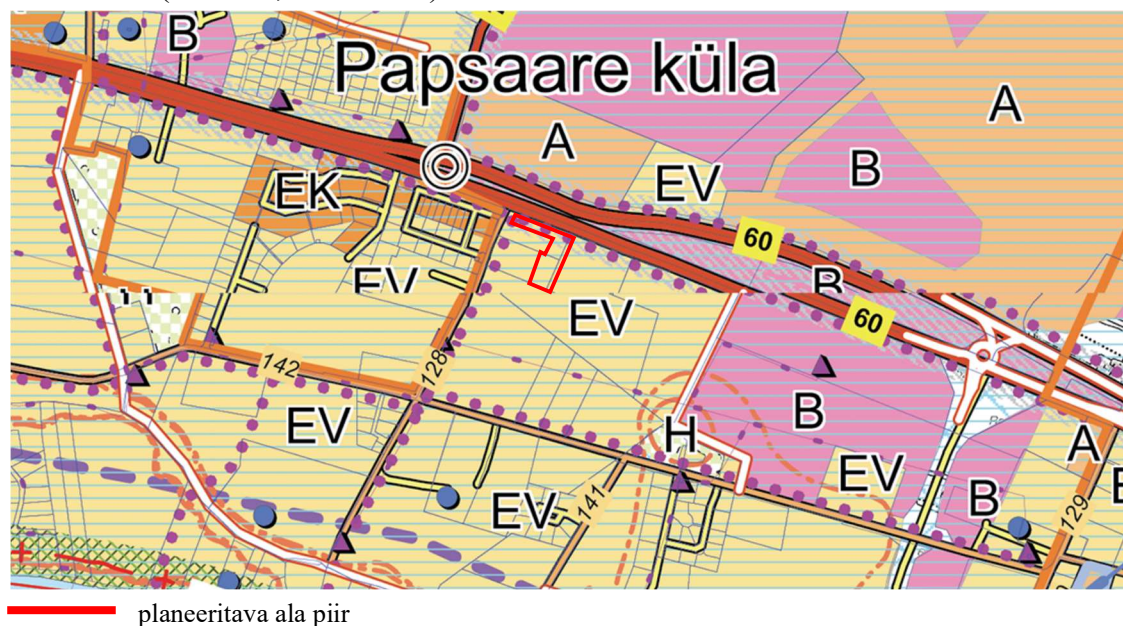 B
Papsaare küla
A
A
B
EV
EK
60
EV
B
EV
60
142
128
EV
B
H
A
EV
B
EV
141
129
planeeritava ala piir